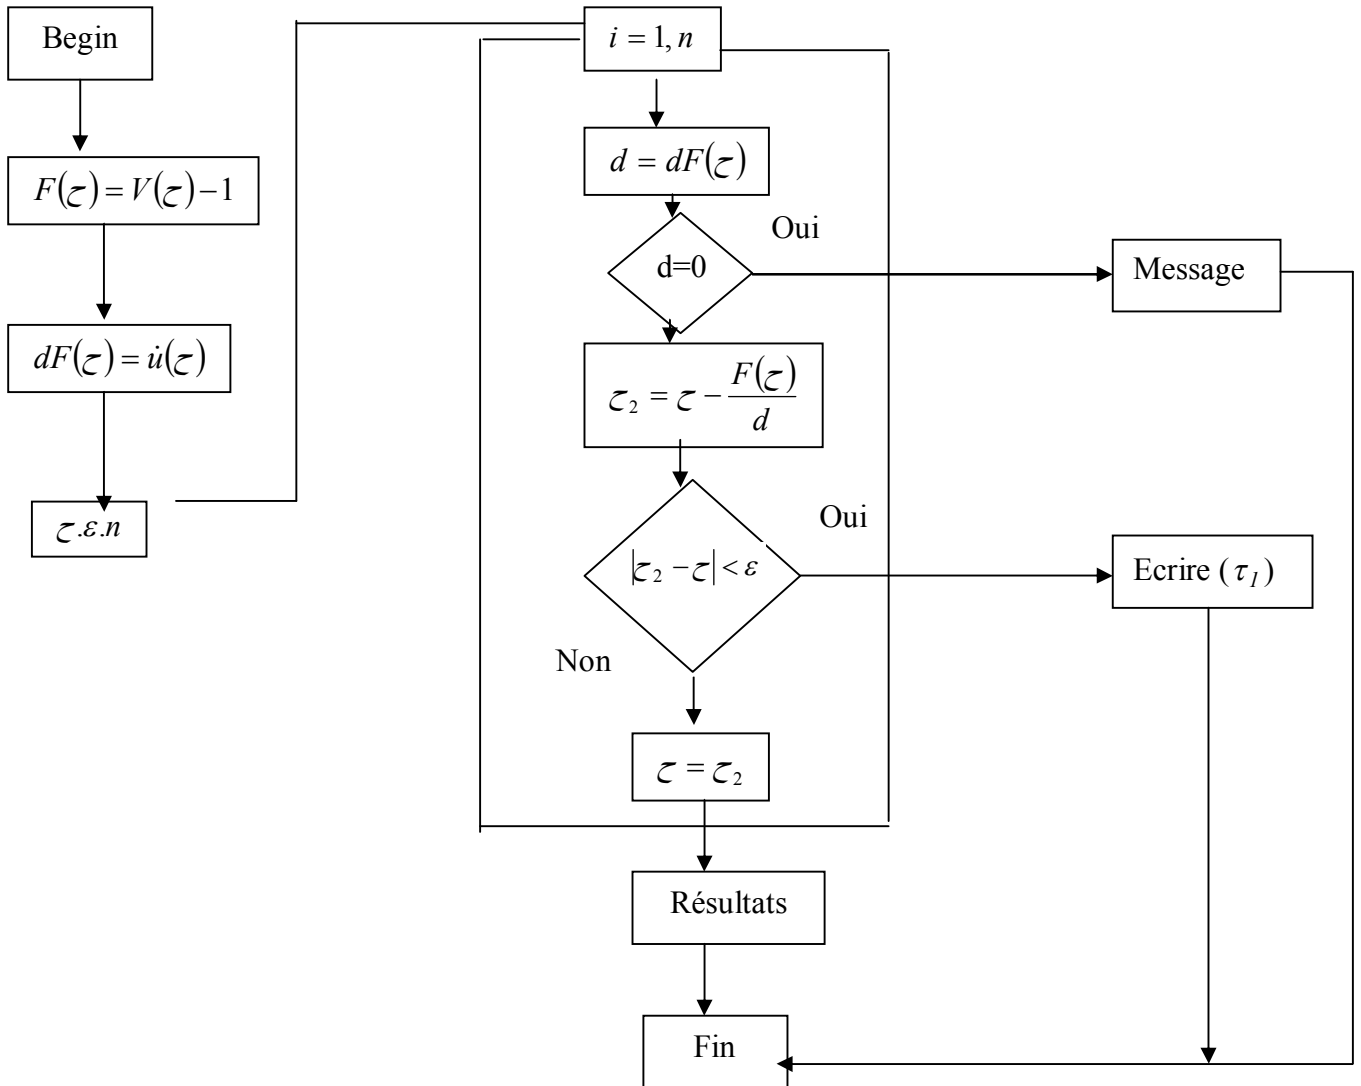 Begin
F(ζ) = V(ζ) − 1
dF(ζ) = u̇(ζ)
ζ.ε.n
i = 1, n
d = dF(ζ)
d=0
Oui
Message
ζ₂ = ζ − F(ζ)/d
|ζ₂ − ζ| < ε
Oui
Ecrire (τ₁)
Non
ζ = ζ₂
Résultats
Fin